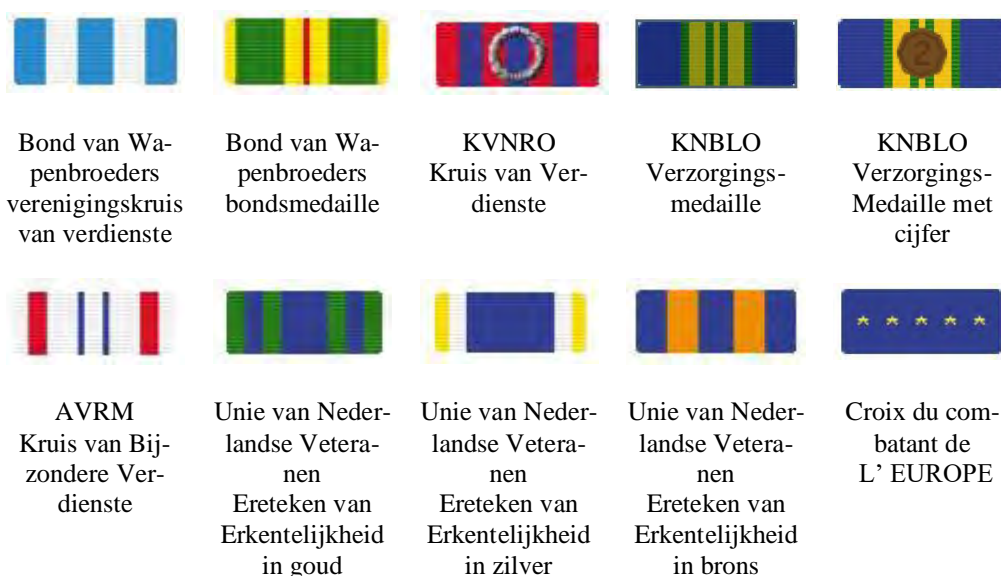 Bond van Wa-
penbroeders
verenigingskruis
van verdienste
Bond van Wa-
penbroeders
bondsmedaille
KVNRO
Kruis van Ver-
dienste
KNBLO
Verzorgings-
medaille
2
KNBLO
Verzorgings-
Medaille met
cijfer
AVRM
Kruis van Bij-
zondere Ver-
dienste
Unie van Neder-
landse Vetera-
nen
Ereteken van
Erkentelijkheid
in goud
Unie van Neder-
landse Vetera-
nen
Ereteken van
Erkentelijkheid
in zilver
Unie van Neder-
landse Vetera-
nen
Ereteken van
Erkentelijkheid
in brons
Croix du com-
batant de
L’ EUROPE